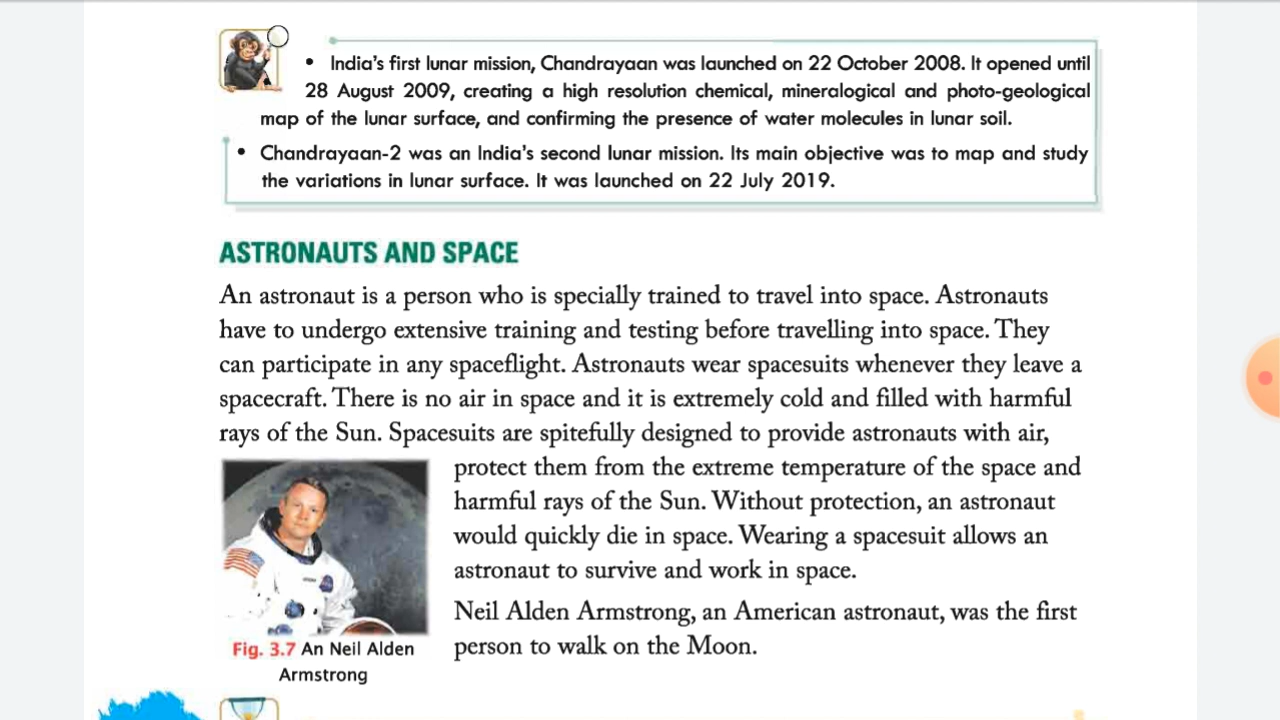 • India's first lunar mission, Chandrayaan was launched on 22 October 2008. It opened until
28 August 2009, creating a high resolution chemical, mineralogical and photo-geological
map of the lunar surface, and confirming the presence of water molecules in lunar soil.
• Chandrayaan-2 was an India's second lunar mission. Its main objective was to map and study
the variations in lunar surface. It was launched on 22 July 2019.
ASTRONAUTS AND SPACE
An astronaut is a person who is specially trained to travel into space. Astronauts
have to undergo extensive training and testing before travelling into space. They
can participate in any spaceflight. Astronauts wear spacesuits whenever they leave a
spacecraft. There is no air in space and it is extremely cold and filled with harmful
rays of the Sun. Spacesuits are spitefully designed to provide astronauts with air,
protect them from the extreme temperature of the space and
harmful rays of the Sun. Without protection, an astronaut
would quickly die in space. Wearing a spacesuit allows an
astronaut to survive and work in space.
Neil Alden Armstrong, an American astronaut, was the first
person to walk on the Moon.
Fig. 3.7 An Neil Alden
Armstrong